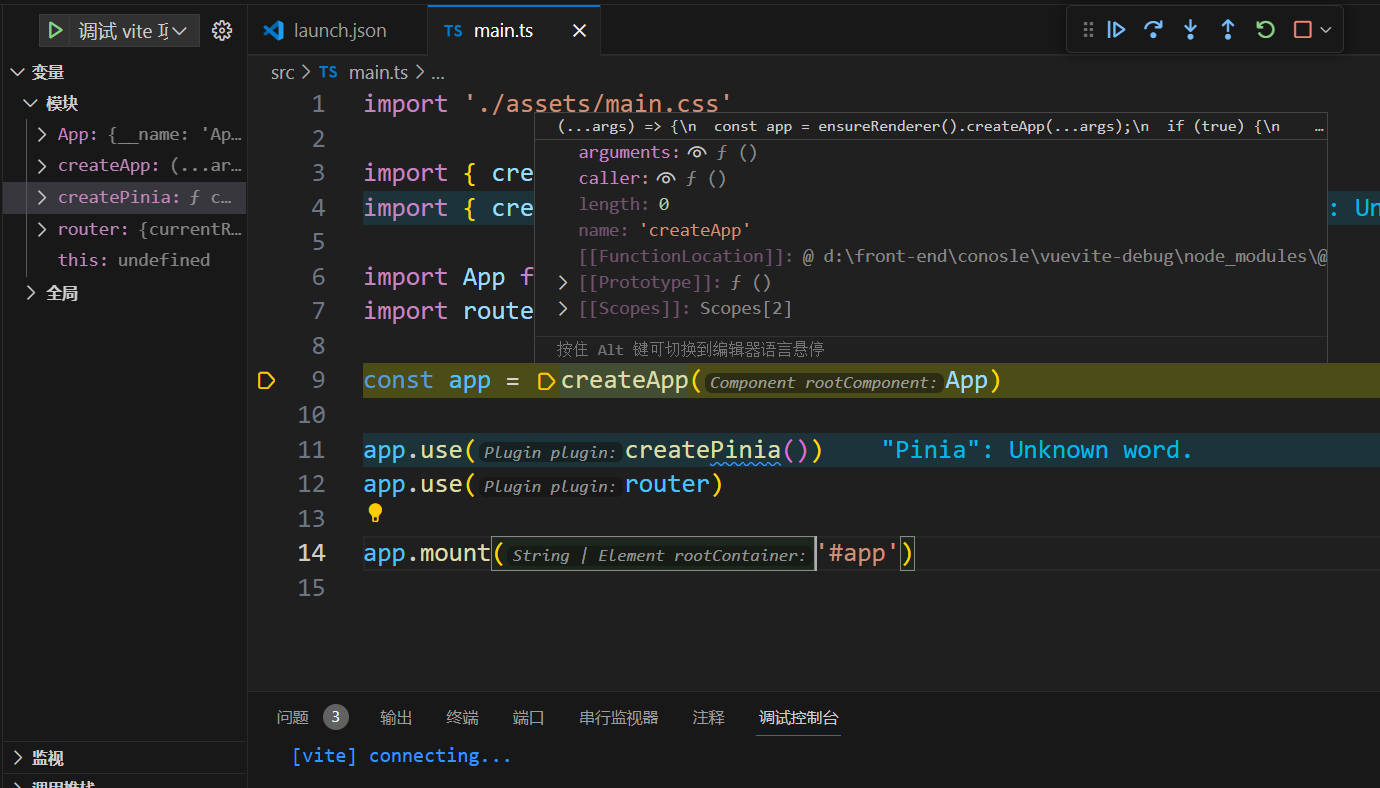 调试 vite 项
launch.json
TS main.ts
变量
src > TS main.ts > ...
模块
App: {__name: 'Ap…
createApp: (...ar…
createPinia: ƒ c…
router: {currentR…
this: undefined
全局
1 import './assets/main.css'
(...args) => {\n  const app = ensureRenderer().createApp(...args);\n  if (true) {\n …
2
arguments: ƒ ()
3 import { cre
caller: ƒ ()
4 import { cre
: Un
length: 0
name: 'createApp'
5
[[FunctionLocation]]: @ d:\front-end\conosle\vuevite-debug\node_modules\@
6 import App f
[[Prototype]]: ƒ ()
7 import route
[[Scopes]]: Scopes[2]
8
按住 Alt 键可切换到编辑器语言悬停
9 const app = createApp(Component rootComponent: App)
10
11 app.use(Plugin plugin: createPinia()) "Pinia": Unknown word.
12 app.use(Plugin plugin: router)
13
14 app.mount(String | Element rootContainer: '#app')
15
问题 3 输出 终端 端口 串行监视器 注释 调试控制台
[vite] connecting...
监视
调用堆栈